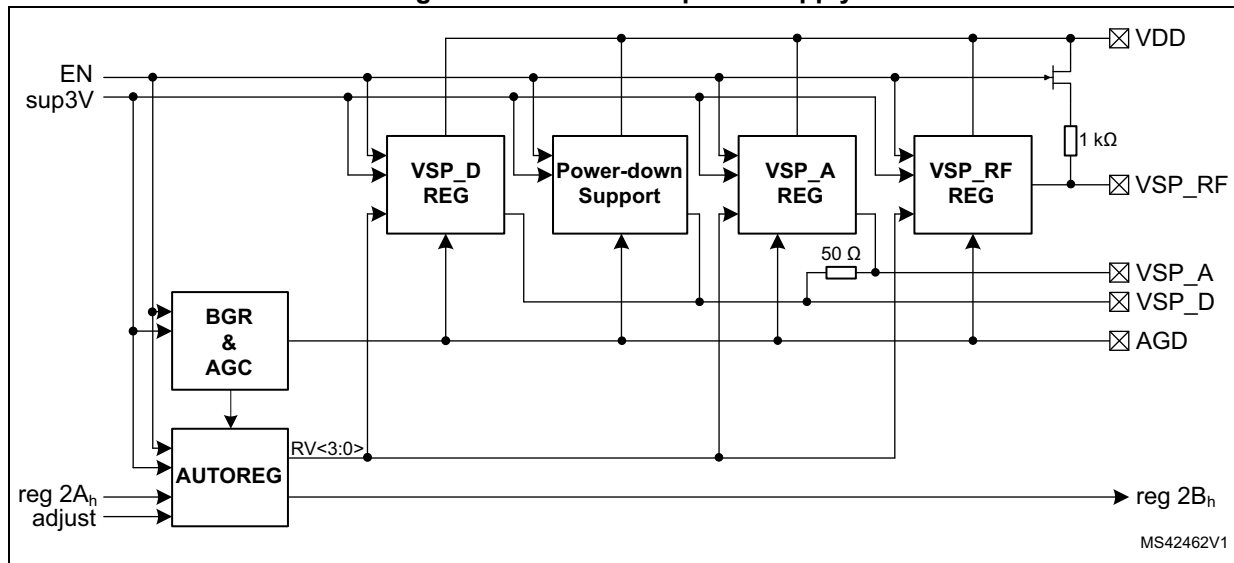 VDD
EN
sup3V
1 kΩ
VSP_D
REG
Power-down
Support
VSP_A
REG
VSP_RF
REG
VSP_RF
50 Ω
VSP_A
VSP_D
BGR
&
AGC
AGD
RV<3:0>
AUTOREG
reg 2Ah
adjust
reg 2Bh
MS42462V1